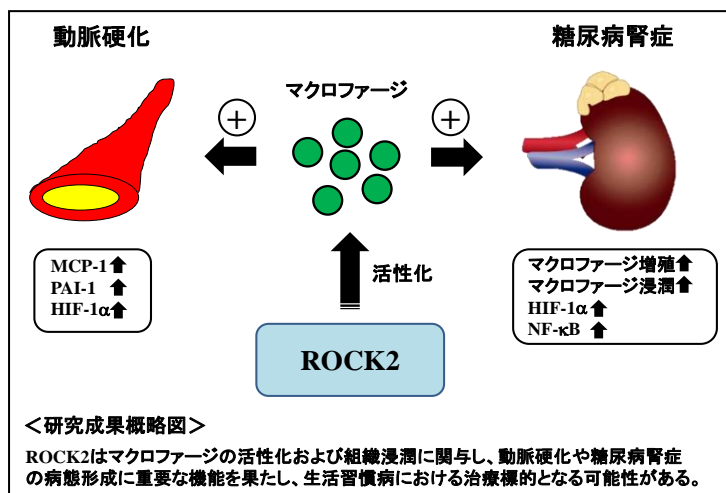 動脈硬化
糖尿病腎症
マクロファージ
+
+
MCP-1↑
PAI-1 ↑
HIF-1α↑
活性化
マクロファージ増殖↑
マクロファージ浸潤↑
HIF-1α↑
NF-κB ↑
ROCK2
＜研究成果概略図＞
ROCK2はマクロファージの活性化および組織浸潤に関与し、動脈硬化や糖尿病腎症
の病態形成に重要な機能を果たし、生活習慣病における治療標的となる可能性がある。